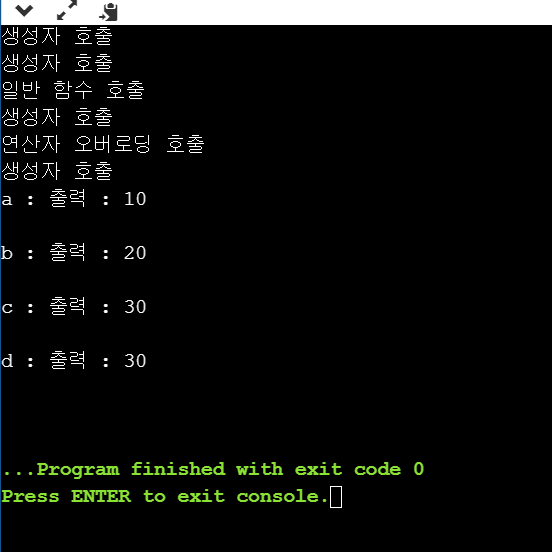 생성자 호출
생성자 호출
일반 함수 호출
생성자 호출
연산자 오버로딩 호출
생성자 호출
a : 출력 : 10
b : 출력 : 20
c : 출력 : 30
d : 출력 : 30
...Program finished with exit code 0
Press ENTER to exit console.